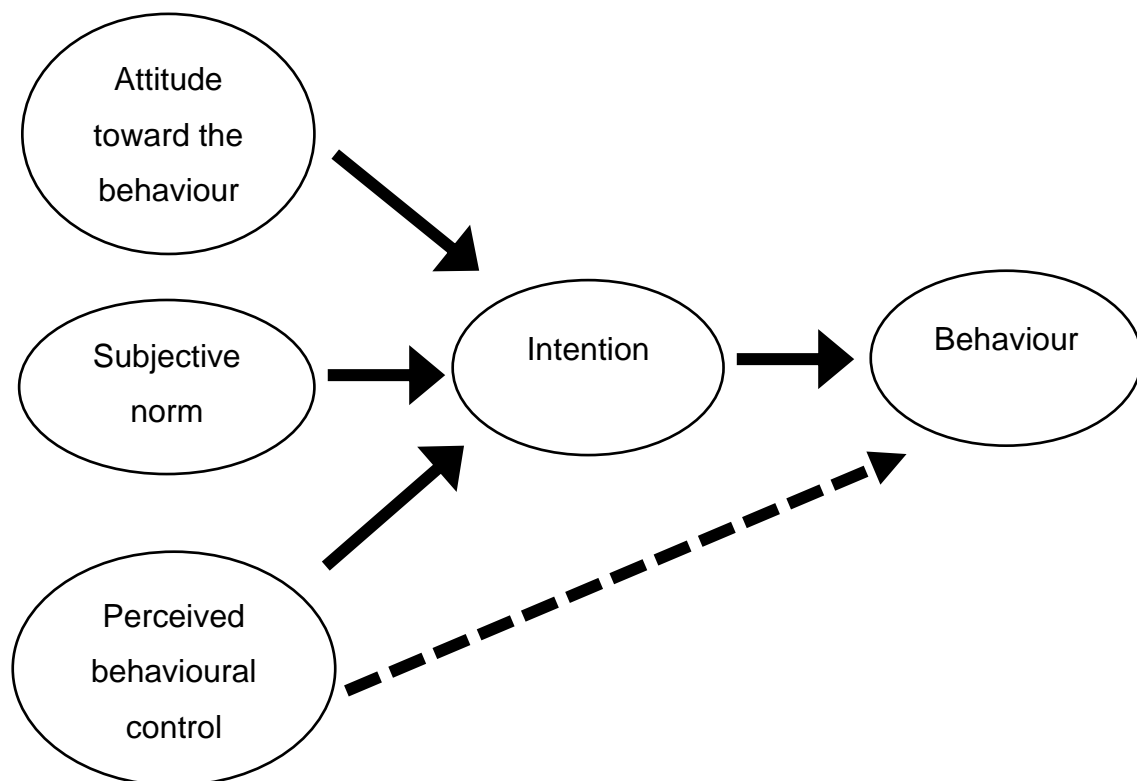 Attitude
toward the
behaviour
Subjective
norm
Perceived
behavioural
control
Intention
Behaviour